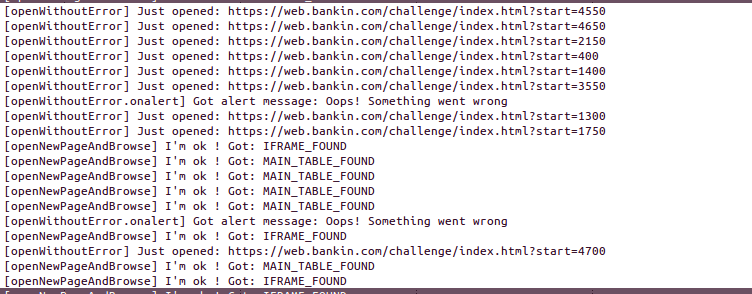 [openWithoutError] Just opened: https://web.bankin.com/challenge/index.html?start=4550
[openWithoutError] Just opened: https://web.bankin.com/challenge/index.html?start=4650
[openWithoutError] Just opened: https://web.bankin.com/challenge/index.html?start=2150
[openWithoutError] Just opened: https://web.bankin.com/challenge/index.html?start=400
[openWithoutError] Just opened: https://web.bankin.com/challenge/index.html?start=1400
[openWithoutError] Just opened: https://web.bankin.com/challenge/index.html?start=3550
[openWithoutError.onalert] Got alert message: Oops! Something went wrong
[openWithoutError] Just opened: https://web.bankin.com/challenge/index.html?start=1300
[openWithoutError] Just opened: https://web.bankin.com/challenge/index.html?start=1750
[openNewPageAndBrowse] I'm ok ! Got: IFRAME_FOUND
[openNewPageAndBrowse] I'm ok ! Got: MAIN_TABLE_FOUND
[openNewPageAndBrowse] I'm ok ! Got: MAIN_TABLE_FOUND
[openNewPageAndBrowse] I'm ok ! Got: MAIN_TABLE_FOUND
[openNewPageAndBrowse] I'm ok ! Got: MAIN_TABLE_FOUND
[openWithoutError.onalert] Got alert message: Oops! Something went wrong
[openNewPageAndBrowse] I'm ok ! Got: IFRAME_FOUND
[openWithoutError] Just opened: https://web.bankin.com/challenge/index.html?start=4700
[openNewPageAndBrowse] I'm ok ! Got: MAIN_TABLE_FOUND
[openNewPageAndBrowse] I'm ok ! Got: IFRAME_FOUND